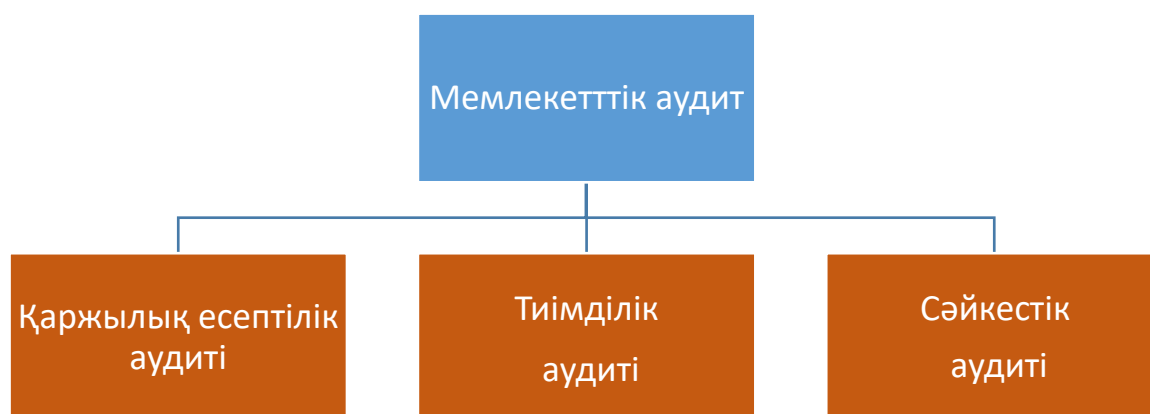 Мемлекетттік аудит
Қаржылық есептілік
аудиті
Тиімділік
аудиті
Сәйкестік
аудиті